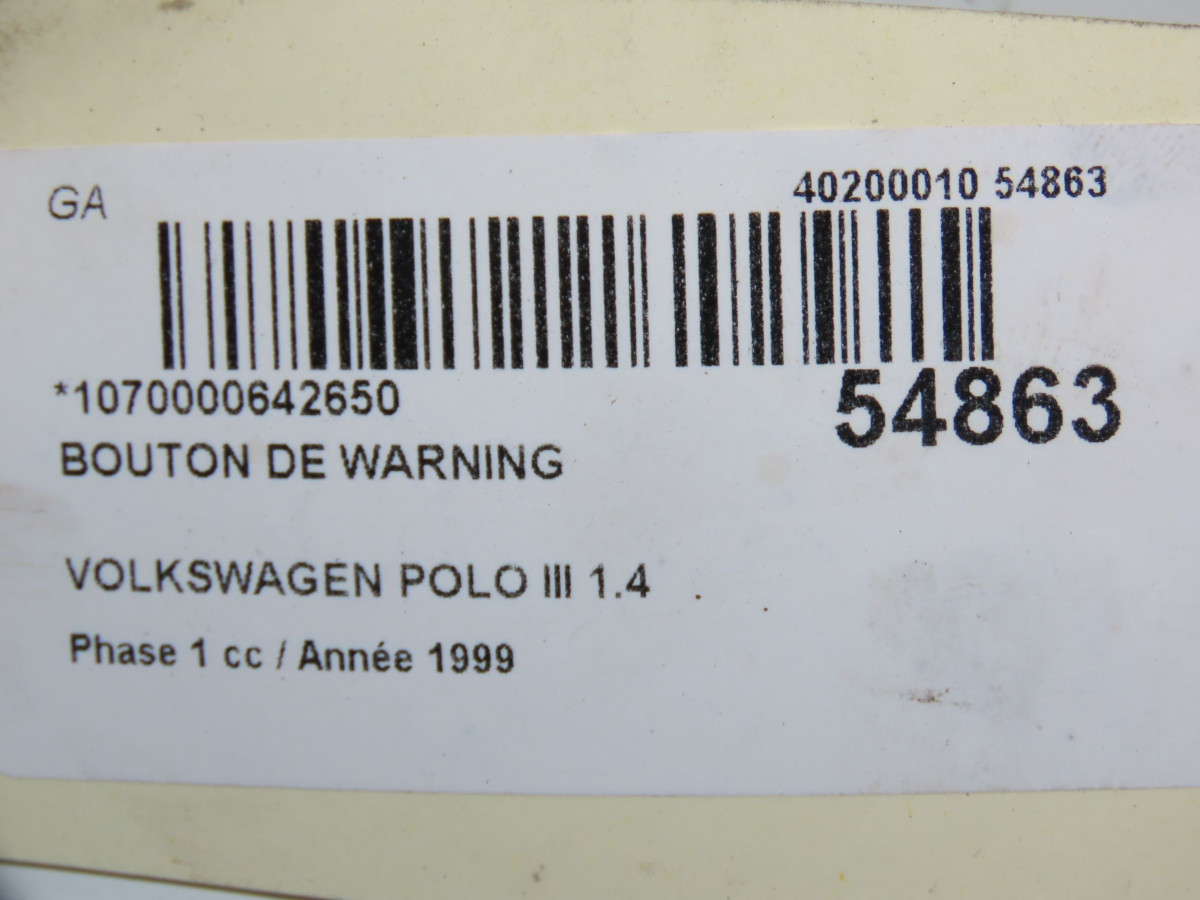 GA
40200010 54863
*1070000642650
54863
BOUTON DE WARNING
VOLKSWAGEN POLO III 1.4
Phase 1 cc / Année 1999